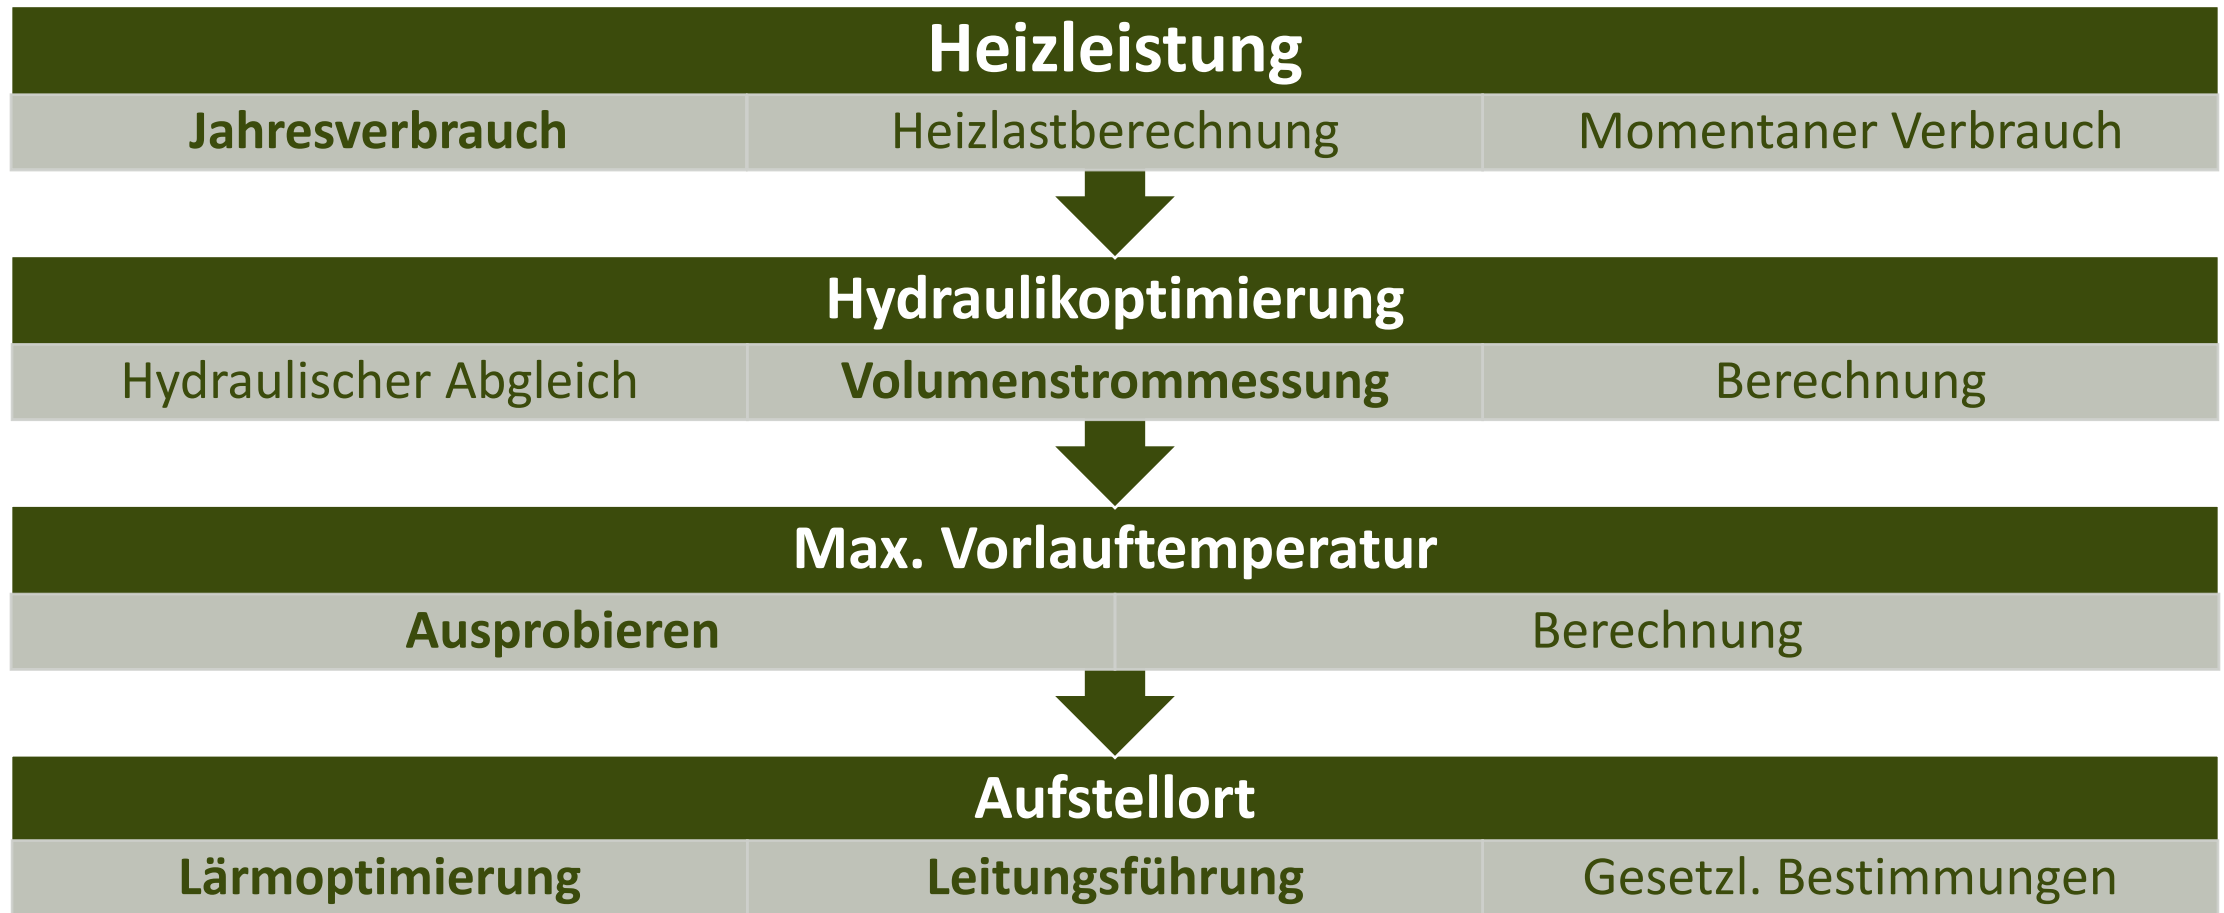 Heizleistung
Jahresverbrauch Heizlastberechnung Momentaner Verbrauch
Hydraulikoptimierung
Hydraulischer Abgleich Volumenstrommessung Berechnung
Max. Vorlauftemperatur
Ausprobieren Berechnung
Aufstellort
Lärmoptimierung Leitungsführung Gesetzl. Bestimmungen